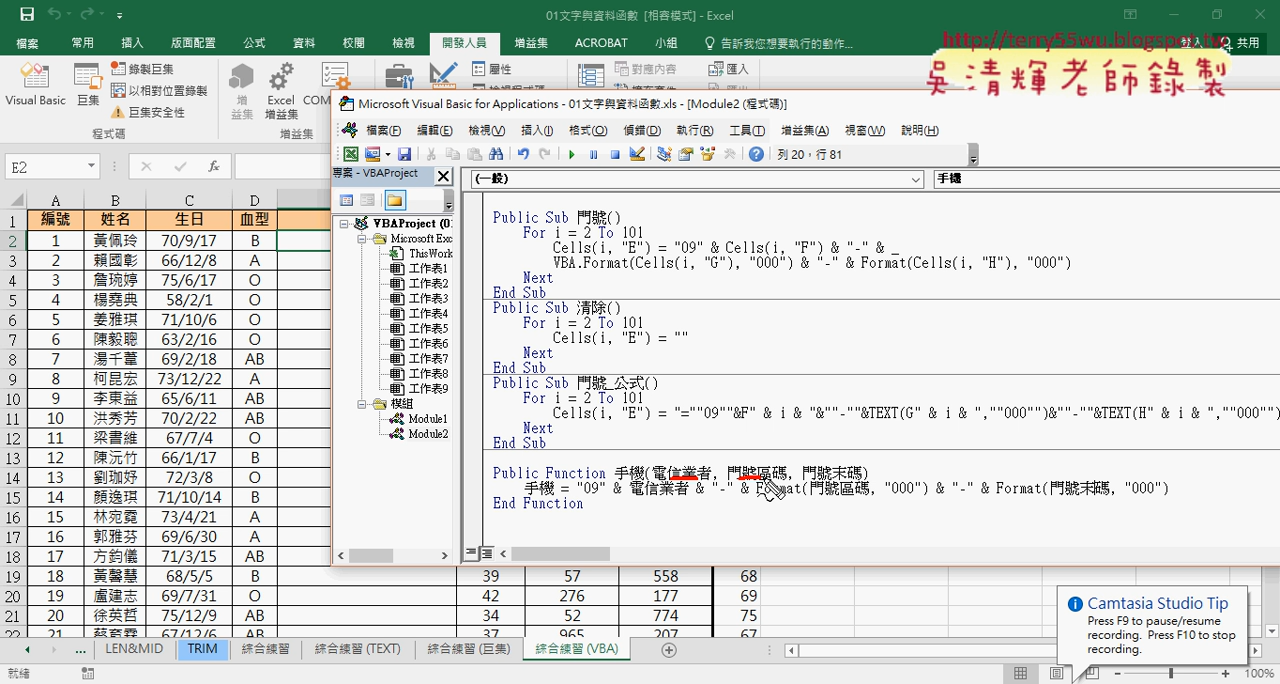 01文字與資料函數 [相容模式] - Excel
檔案 常用 插入 版面配置 公式 資料 校閱 檢視 開發人員 增益集 ACROBAT 小組 告訴我您想要執行的動作... 登入 共用
http://terry55wu.blogspot.tw
吳清輝老師錄製
Visual Basic 巨集 錄製巨集 以相對位置錄製 巨集安全性 程式碼
增益集 Excel 增益集 COM 增益集
屬性 對應內容 匯入
Microsoft Visual Basic for Applications - 01文字與資料函數.xls - [Module2 (程式碼)]
檔案(F) 編輯(E) 檢視(V) 插入(I) 格式(O) 偵錯(D) 執行(R) 工具(T) 增益集(A) 視窗(W) 說明(H)
列 20，行 81
E2
專案 - VBAProject
(一般) 手機
VBAProject (01
Microsoft Exc
ThisWork
工作表1
工作表2
工作表3
工作表4
工作表5
工作表6
工作表7
工作表8
工作表9
模組
Module1
Module2
Public Sub 門號()
For i = 2 To 101
Cells(i, "E") = "09" & Cells(i, "F") & "-" & _
VBA.Format(Cells(i, "G"), "000") & "-" & Format(Cells(i, "H"), "000")
Next
End Sub
Public Sub 清除()
For i = 2 To 101
Cells(i, "E") = ""
Next
End Sub
Public Sub 門號_公式()
For i = 2 To 101
Cells(i, "E") = "=""09""&F" & i & "&""-""&TEXT(G" & i & ",""000"")&""-""&TEXT(H" & i & ",""000"")
Next
End Sub
Public Function 手機(電信業者, 門號區碼, 門號末碼)
手機 = "09" & 電信業者 & "-" & Format(門號區碼, "000") & "-" & Format(門號末碼, "000")
End Function
A B C D
1 編號 姓名 生日 血型
2 1 黃佩玲 70/9/17 B
3 2 賴國彰 66/12/8 A
4 3 詹琬婷 75/6/17 O
5 4 楊堯典 58/2/1 O
6 5 姜雅琪 71/10/6 O
7 6 陳毅聰 63/2/16 O
8 7 湯千菫 69/2/18 AB
9 8 柯昆宏 73/12/22 A
10 9 李東益 65/6/11 AB
11 10 洪秀芳 70/2/22 AB
12 11 梁書維 67/7/4 O
13 12 陳沅竹 66/1/17 B
14 13 劉珈妤 72/3/8 O
15 14 顏逸琪 71/10/14 B
16 15 林宛霓 73/4/21 A
17 16 郭雅芬 69/6/30 A
18 17 方鈞儀 71/3/15 AB
19 18 黃馨慧 68/5/5 B 39 57 558 68
20 19 盧建志 69/7/31 O 42 276 177 69
21 20 徐英哲 75/12/9 AB 34 52 774 75
22 21 蔡育霖 67/12/6 AB 37 965 207 67
Camtasia Studio Tip
Press F9 to pause/resume
recording. Press F10 to stop
recording.
... LEN&MID TRIM 綜合練習 綜合練習 (TEXT) 綜合練習 (巨集) 綜合練習 (VBA)
就緒 100%